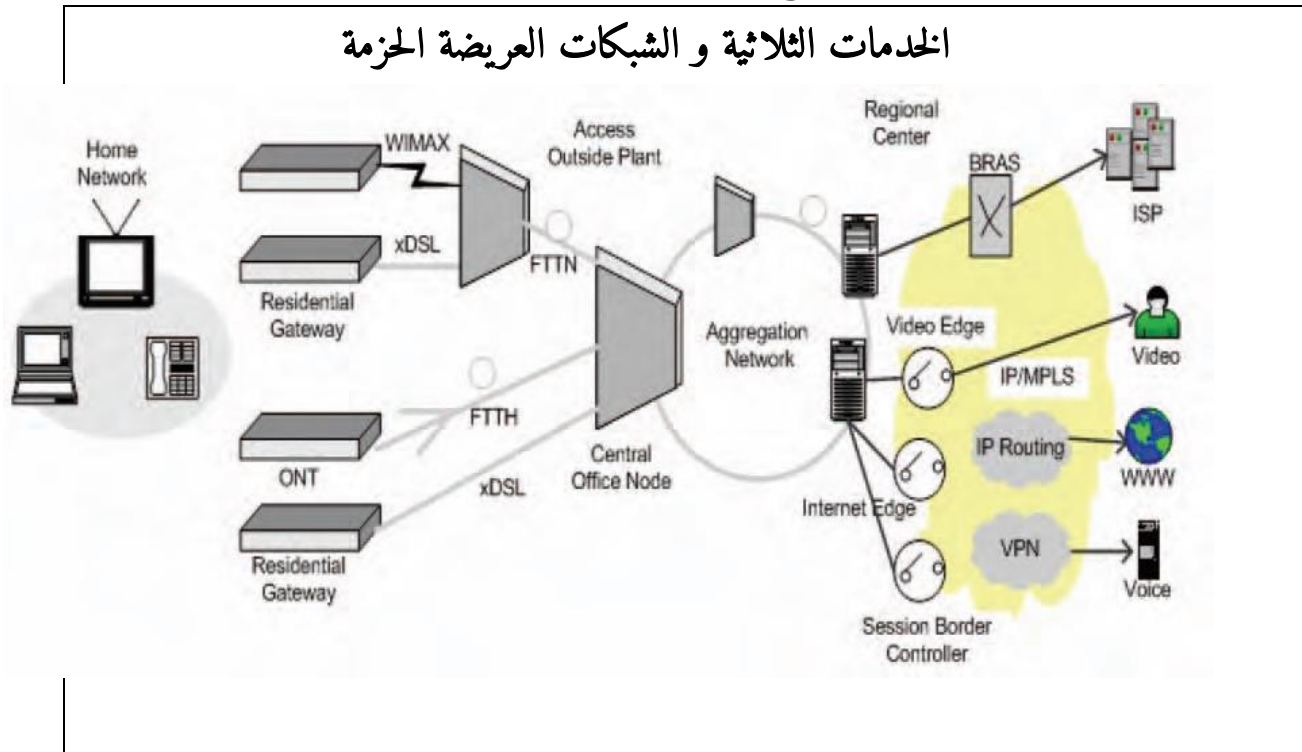 الخدمات الثلاثية و الشبكات العريضة الحزمة
Home
Network
WIMAX
xDSL
Residential
Gateway
FTTN
Access
Outside Plant
Regional
Center
BRAS
ISP
Aggregation
Network
Video Edge
IP/MPLS
Video
ONT
FTTH
xDSL
Residential
Gateway
Central
Office Node
Internet Edge
IP Routing
WWW
VPN
Voice
Session Border
Controller